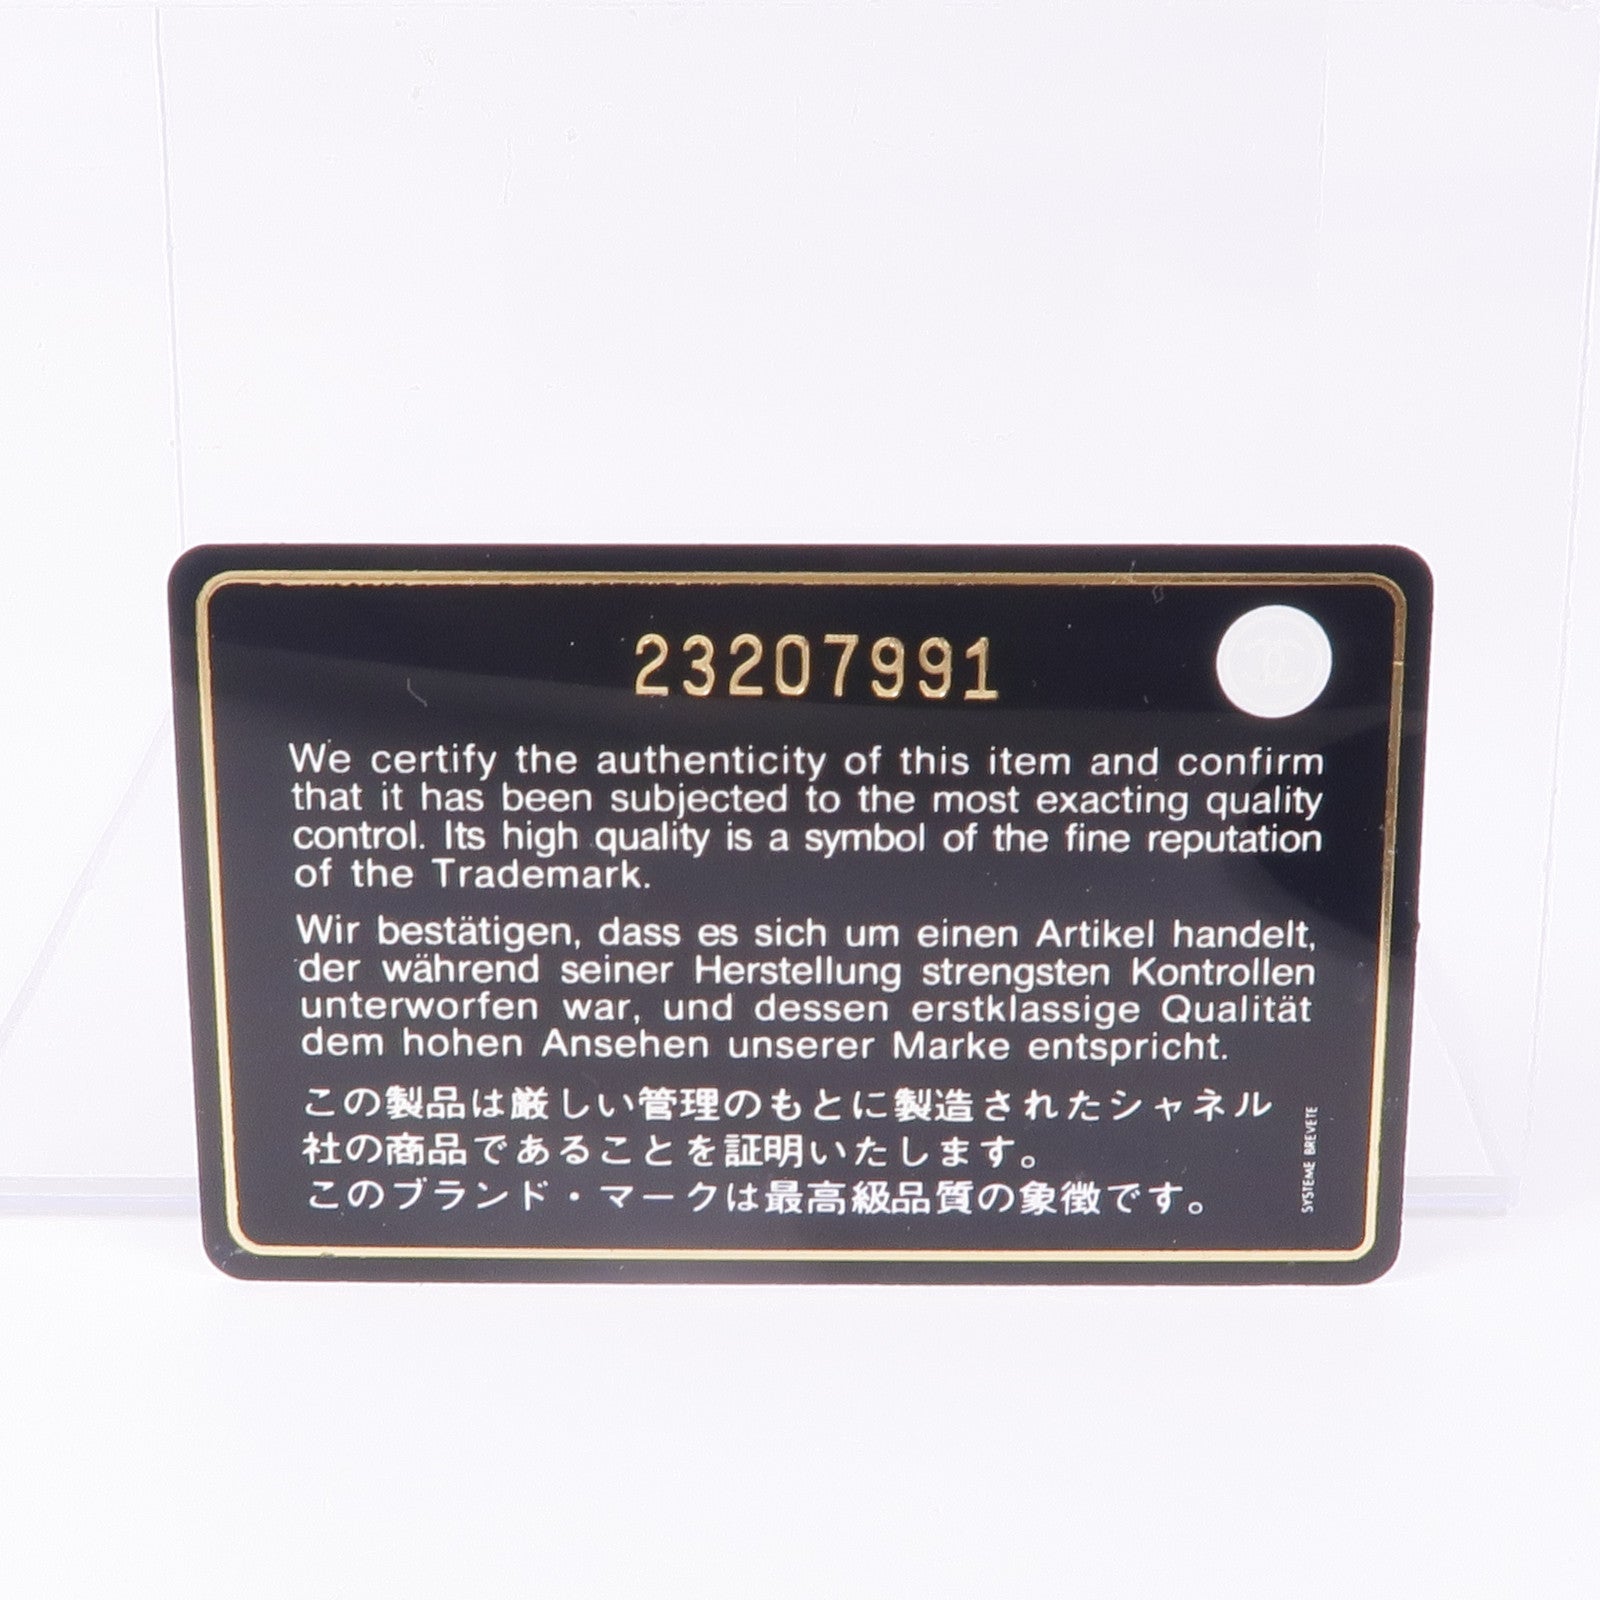 23207991
We certify the authenticity of this item and confirm
that it has been subjected to the most exacting quality
control. Its high quality is a symbol of the fine reputation
of the Trademark.
Wir bestätigen, dass es sich um einen Artikel handelt,
der während seiner Herstellung strengsten Kontrollen
unterworfen war, und dessen erstklassige Qualität
dem hohen Ansehen unserer Marke entspricht.
この製品は厳しい管理のもとに製造されたシャネル
社の商品であることを証明いたします。
このブランド・マークは最高級品質の象徴です。
SYSTEME BREVETE